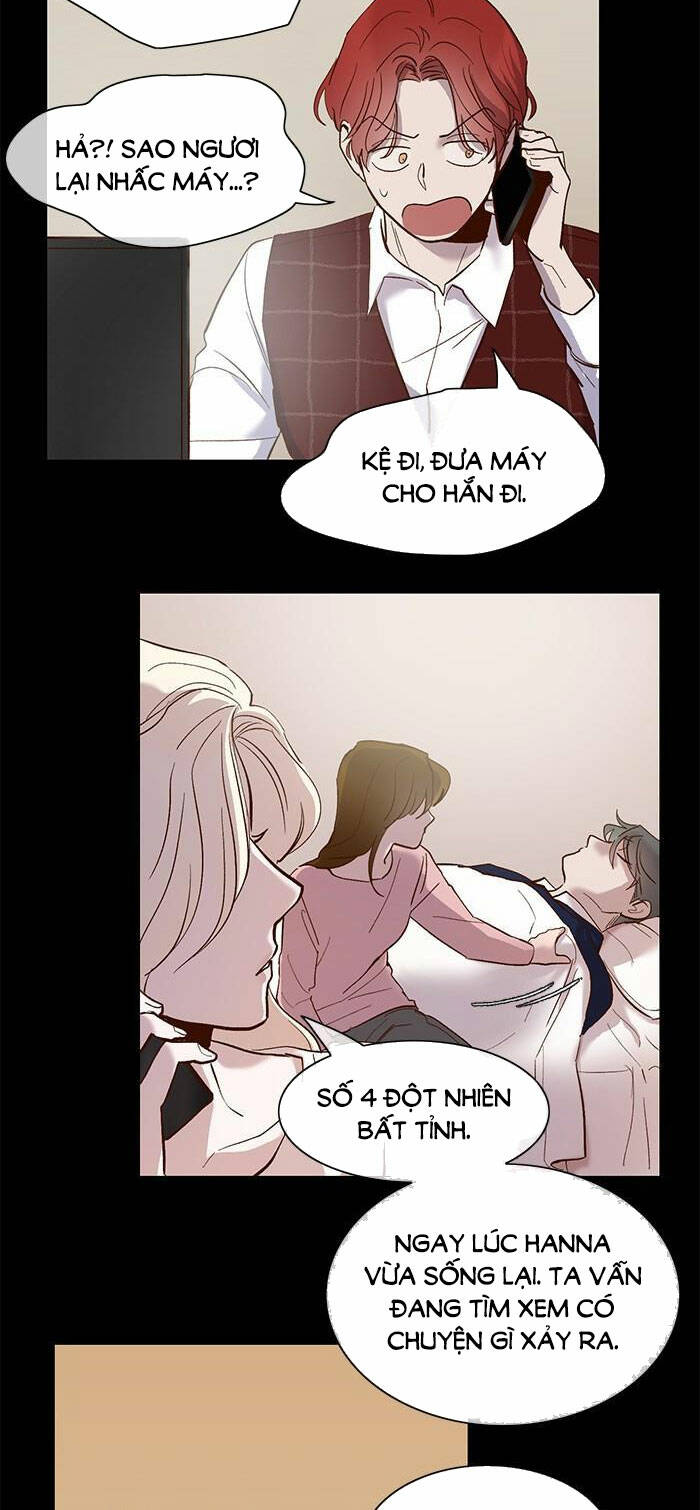 HẢ?! SAO NGƯƠI
LẠI NHẤC MÁY...?
KỆ ĐI, ĐƯA MÁY
CHO HẮN ĐI.
SỐ 4 ĐỘT NHIÊN
BẤT TỈNH.
NGAY LÚC HANNA
VỪA SỐNG LẠI. TA VẪN
ĐANG TÌM XEM CÓ
CHUYỆN GÌ XẢY RA.